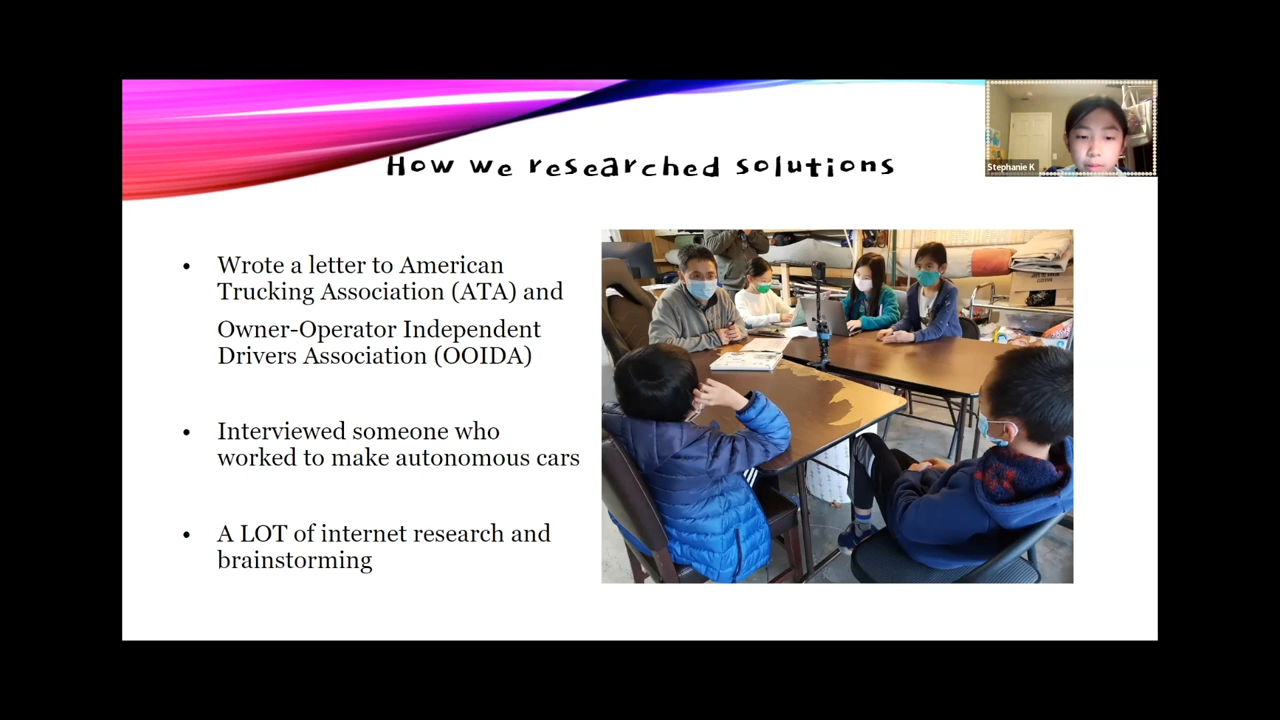 How we researched solutions
Stephanie K
• Wrote a letter to American
Trucking Association (ATA) and
Owner-Operator Independent
Drivers Association (OOIDA)
• Interviewed someone who
worked to make autonomous cars
• A LOT of internet research and
brainstorming